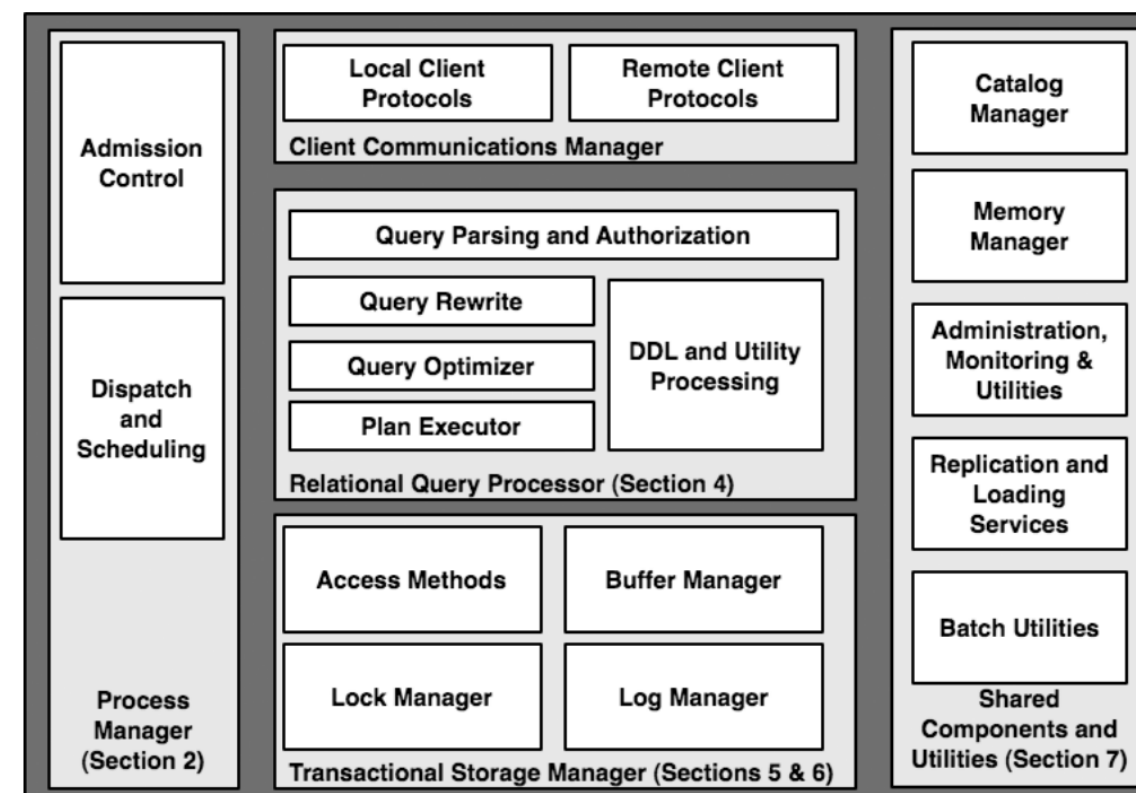 Admission
Control
Dispatch
and
Scheduling
Process
Manager
(Section 2)
Local Client
Protocols
Remote Client
Protocols
Client Communications Manager
Query Parsing and Authorization
Query Rewrite
Query Optimizer
Plan Executor
DDL and Utility
Processing
Relational Query Processor (Section 4)
Access Methods
Buffer Manager
Lock Manager
Log Manager
Transactional Storage Manager (Sections 5 & 6)
Catalog
Manager
Memory
Manager
Administration,
Monitoring &
Utilities
Replication and
Loading
Services
Batch Utilities
Shared
Components and
Utilities (Section 7)